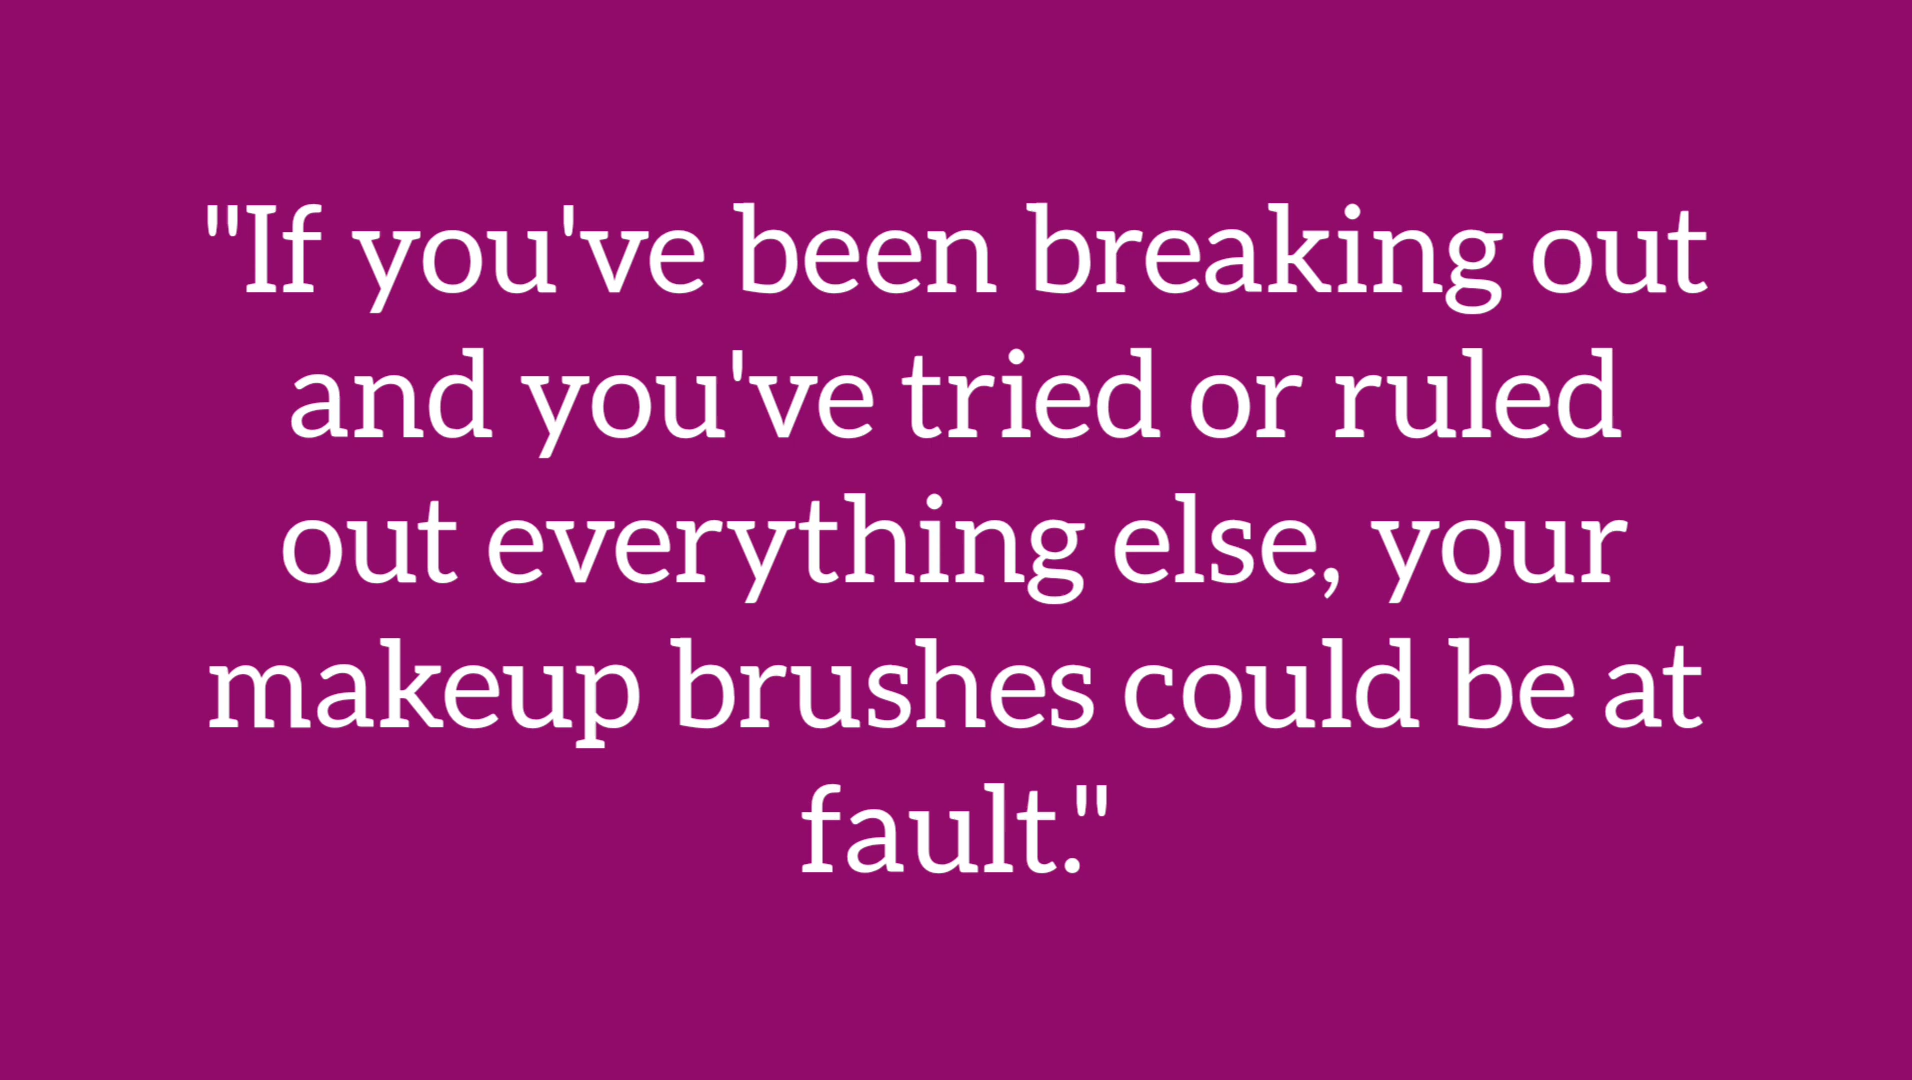 "If you've been breaking out
and you've tried or ruled
out everything else, your
makeup brushes could be at
fault."